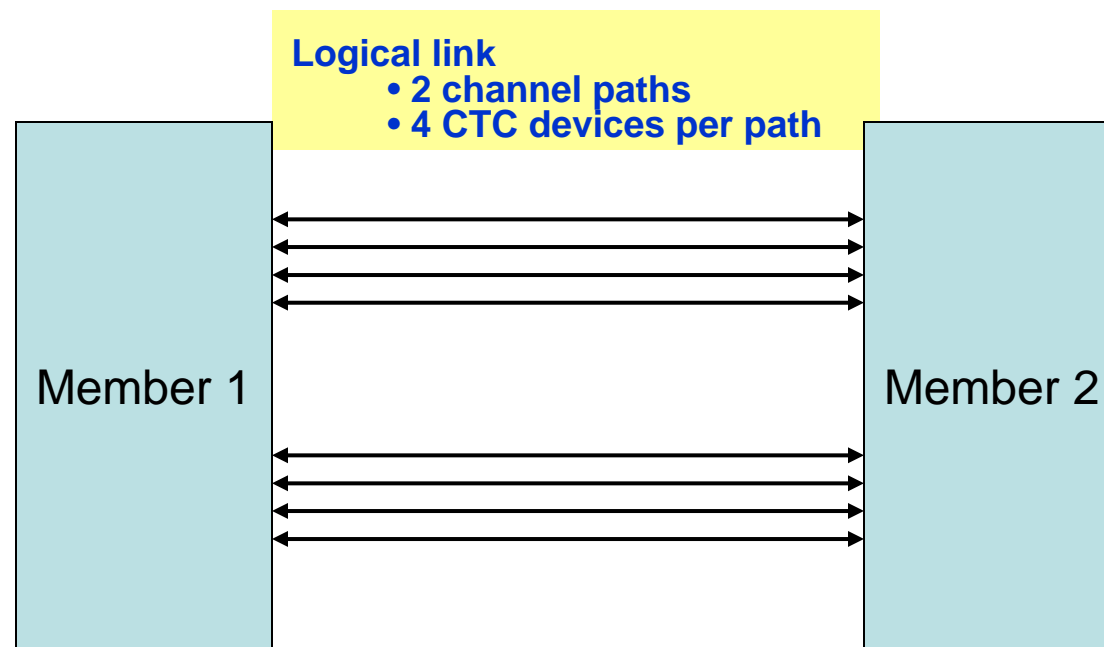 Logical link
• 2 channel paths
• 4 CTC devices per path
Member 1
Member 2